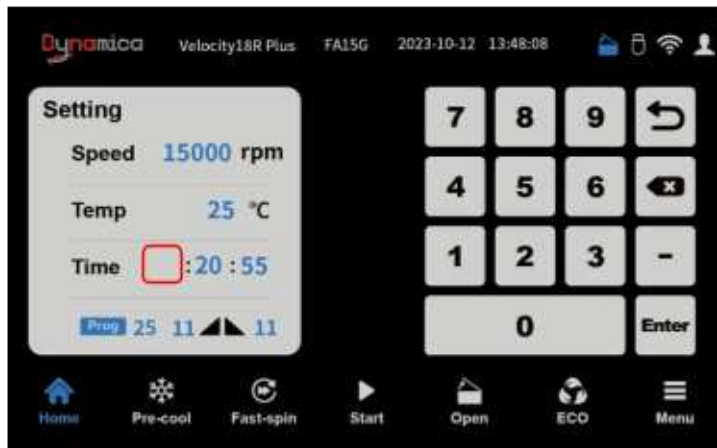 Dynamica Velocity18R Plus FA15G 2023-10-12 13:48:08
Setting
Speed 15000 rpm
Temp 25 °C
Time : 20 : 55
Prog 25 11 11
7 8 9
4 5 6
1 2 3 -
0 Enter
Home Pre-cool Fast-spin Start Open ECO Menu